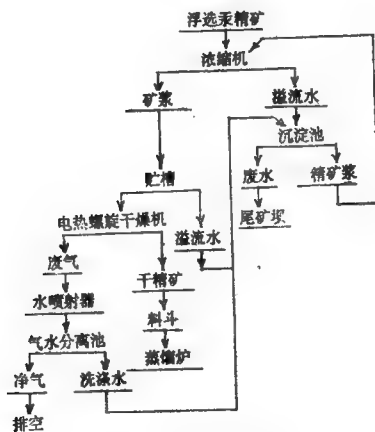 浮选汞精矿
浓缩机
矿浆 溢流水
沉淀池
贮槽 废水 精矿浆
尾矿坝
电热螺旋干燥机 溢流水
废气 干精矿
水喷射器 料斗
气水分离池 蒸馏炉
净气 洗涤水
排空